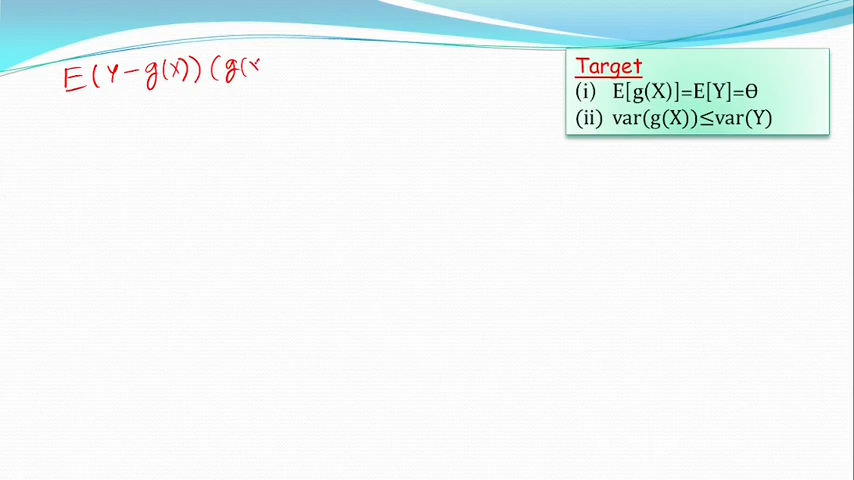 E(Y-g(X))(g(x
Target
(i) E[g(X)]=E[Y]=Θ
(ii) var(g(X))≤var(Y)